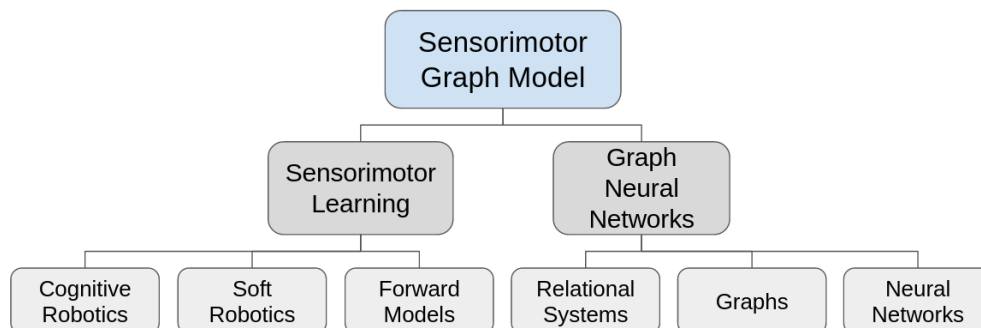 Sensorimotor
Graph Model
Sensorimotor
Learning
Graph
Neural
Networks
Cognitive
Robotics
Soft
Robotics
Forward
Models
Relational
Systems
Graphs
Neural
Networks